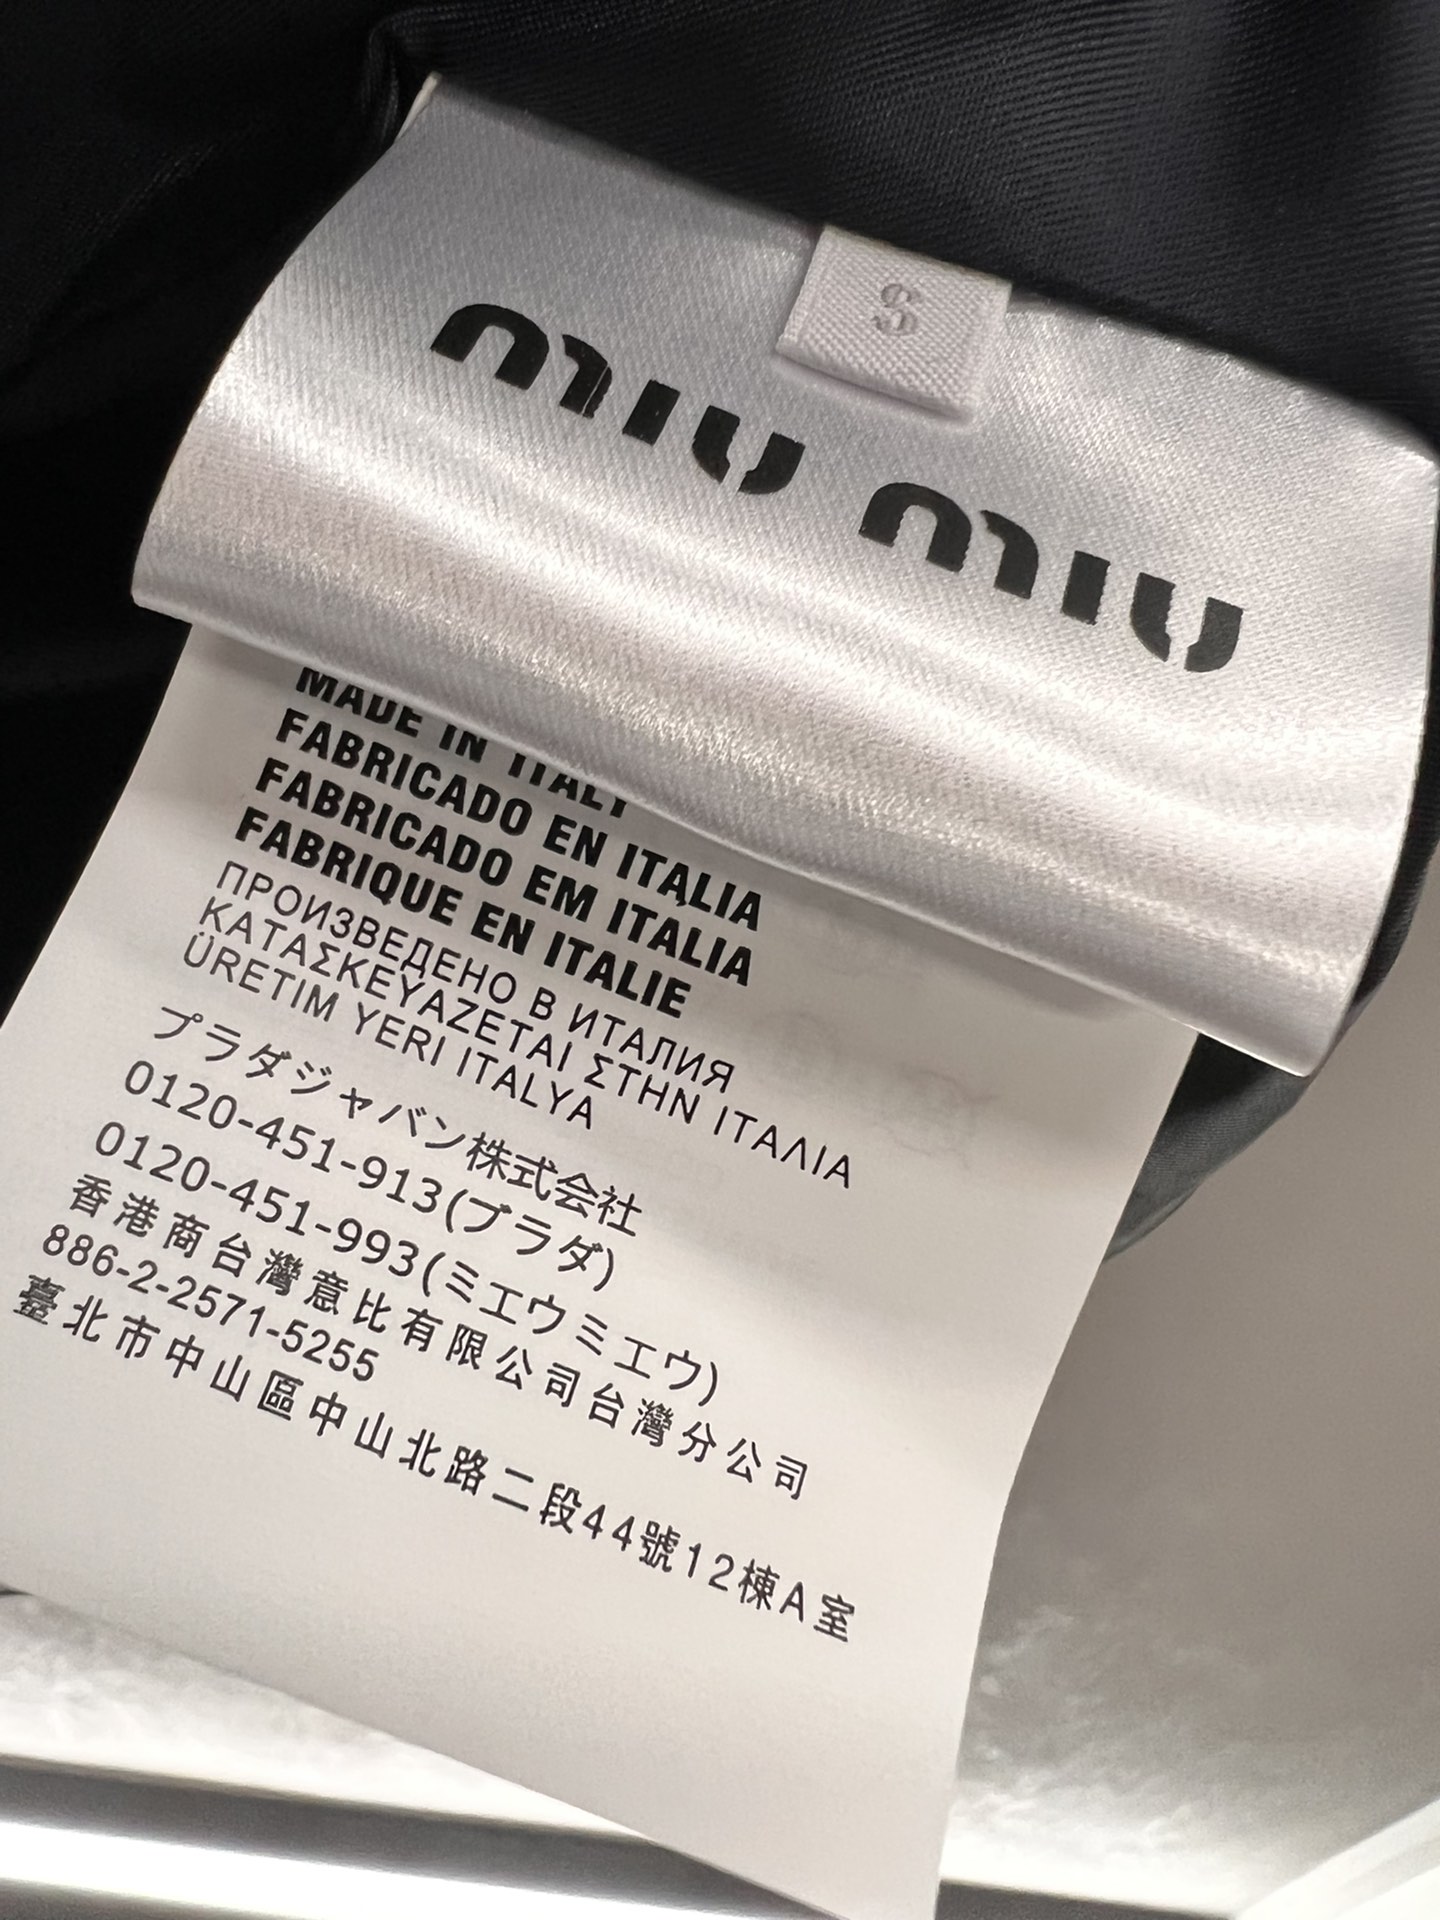 S
miu miu
MADE IN ITALY
FABRICADO EN ITALIA
FABRICADO EM ITALIA
FABRIQUE EN ITALIE
ПРОИЗВЕДЕНО В ИТАЛИЯ
ΚΑΤΑΣΚΕΥΑΖΕΤΑΙ ΣΤΗΝ ΙΤΑΛΙΑ
ÜRETIM YERI ITALYA
プラダジャパン株式会社
0120-451-913(プラダ)
0120-451-993(ミュウミュウ)
香港商台灣意比有限公司台灣分公司
886-2-2571-5255
臺北市中山區中山北路二段44號12棟A室